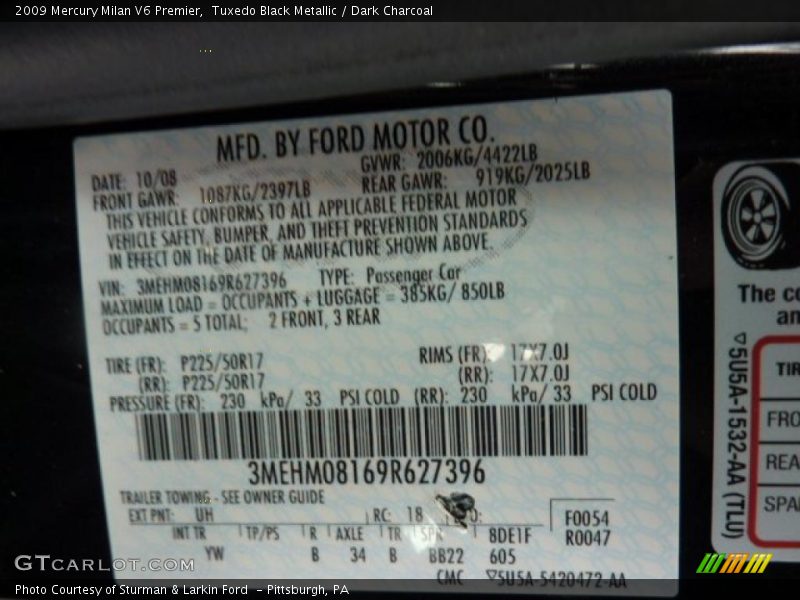 2009 Mercury Milan V6 Premier,  Tuxedo Black Metallic / Dark Charcoal
MFD. BY FORD MOTOR CO.
DATE: 10/08
GVWR: 2006KG/4422LB
FRONT GAWR: 1087KG/2397LB
REAR GAWR: 919KG/2025LB
THIS VEHICLE CONFORMS TO ALL APPLICABLE FEDERAL MOTOR
VEHICLE SAFETY, BUMPER, AND THEFT PREVENTION STANDARDS
IN EFFECT ON THE DATE OF MANUFACTURE SHOWN ABOVE.
VIN: 3MEHM08169R627396 TYPE: Passenger Car
MAXIMUM LOAD = OCCUPANTS + LUGGAGE = 385KG/ 850LB
OCCUPANTS = 5 TOTAL; 2 FRONT, 3 REAR
TIRE (FR): P225/50R17 RIMS (FR): 17X7.0J
(RR): P225/50R17 (RR): 17X7.0J
PRESSURE (FR): 230 kPa/ 33 PSI COLD (RR): 230 kPa/ 33 PSI COLD
3MEHM08169R627396
TRAILER TOWING - SEE OWNER GUIDE
EXT PNT: UH RC: 18
F0054
R0047
INT TR TP/PS R AXLE TR SPR 8DE1F
YW B 34 B BB22 605
CMC ▽5U5A-5420472-AA
The
an
▽5U5A-1532-AA (TLU)
TIR
FRO
REA
SPA
GTCARLOT.COM
Photo Courtesy of Sturman & Larkin Ford  - Pittsburgh, PA